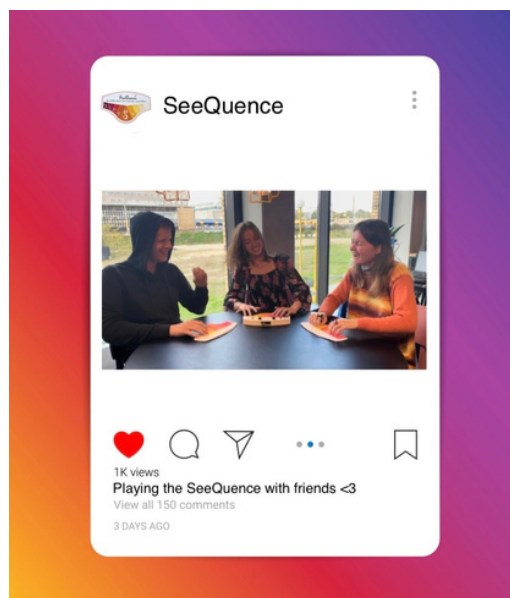 SeeQuence
1K views
Playing the SeeQuence with friends <3
View all 150 comments
3 DAYS AGO